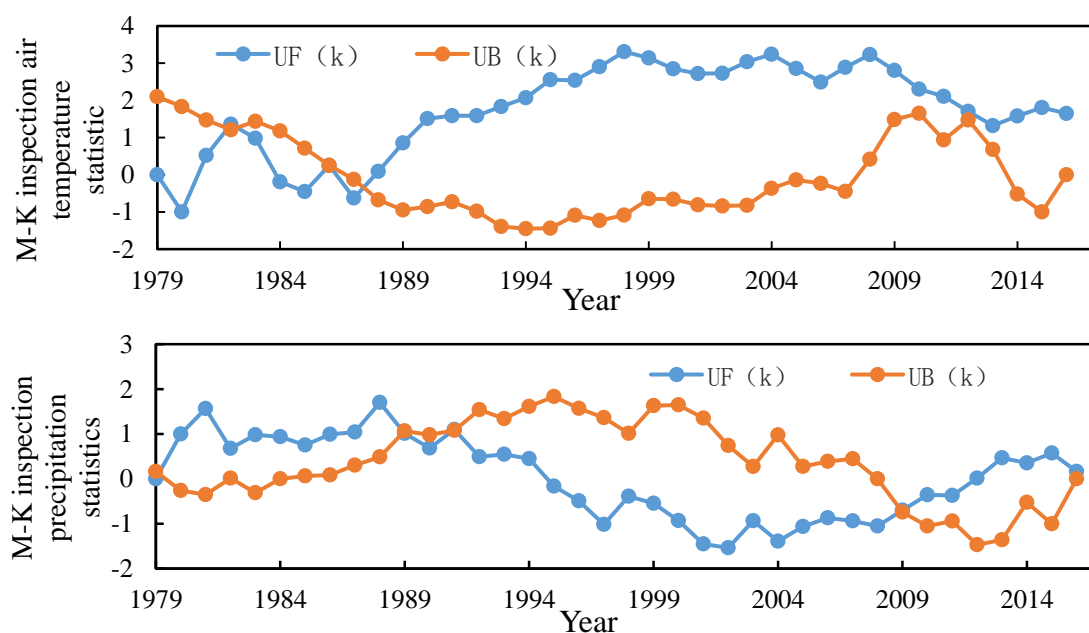 M-K inspection air
temperature
statistic
4
3
2
1
0
-1
-2
UF (k)
UB (k)
1979
1984
1989
1994
1999
2004
2009
2014
Year
M-K inspection
precipitation
statistics
3
2
1
0
-1
-2
UF (k)
UB (k)
1979
1984
1989
1994
1999
2004
2009
2014
Year